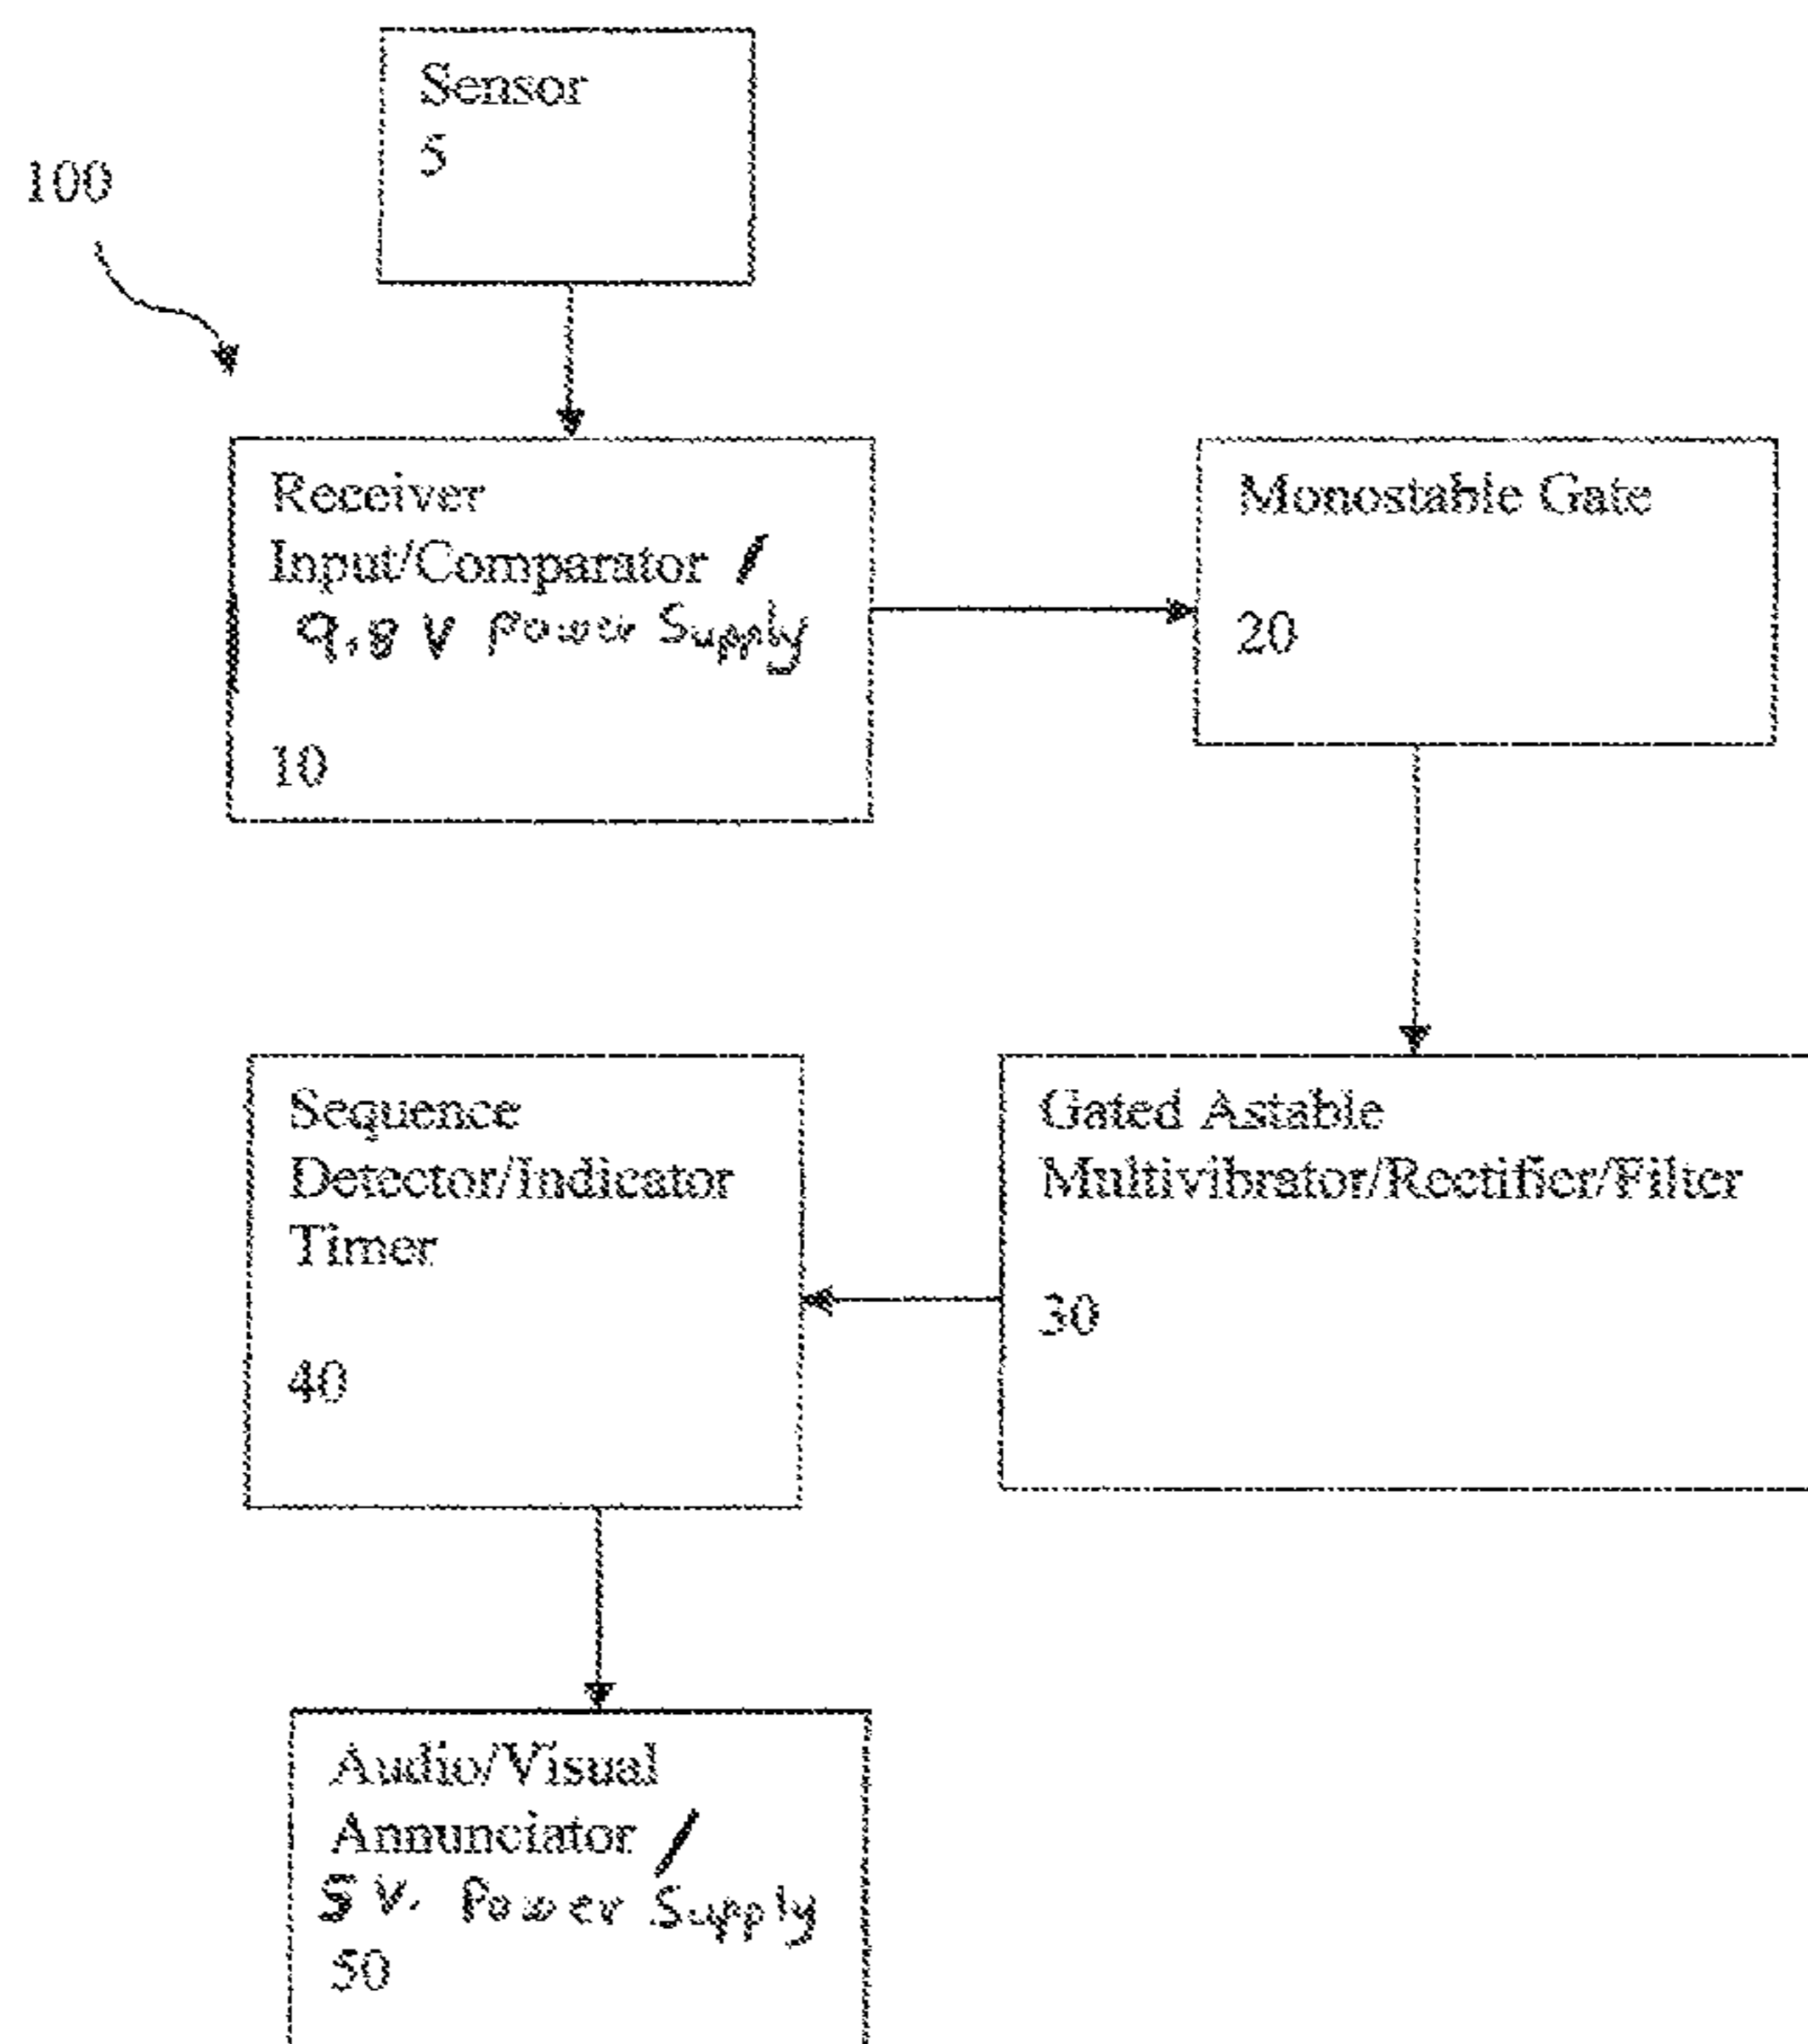 Sensor
5
100
Receiver
Input/Comparator /
9.8 V Power Supply
10
Monostable Gate
20
Sequence
Detector/Indicator
Timer
40
Gated Astable
Multivibrator/Rectifier/Filter
30
Audio/Visual
Annunciator /
5 V. Power Supply
50